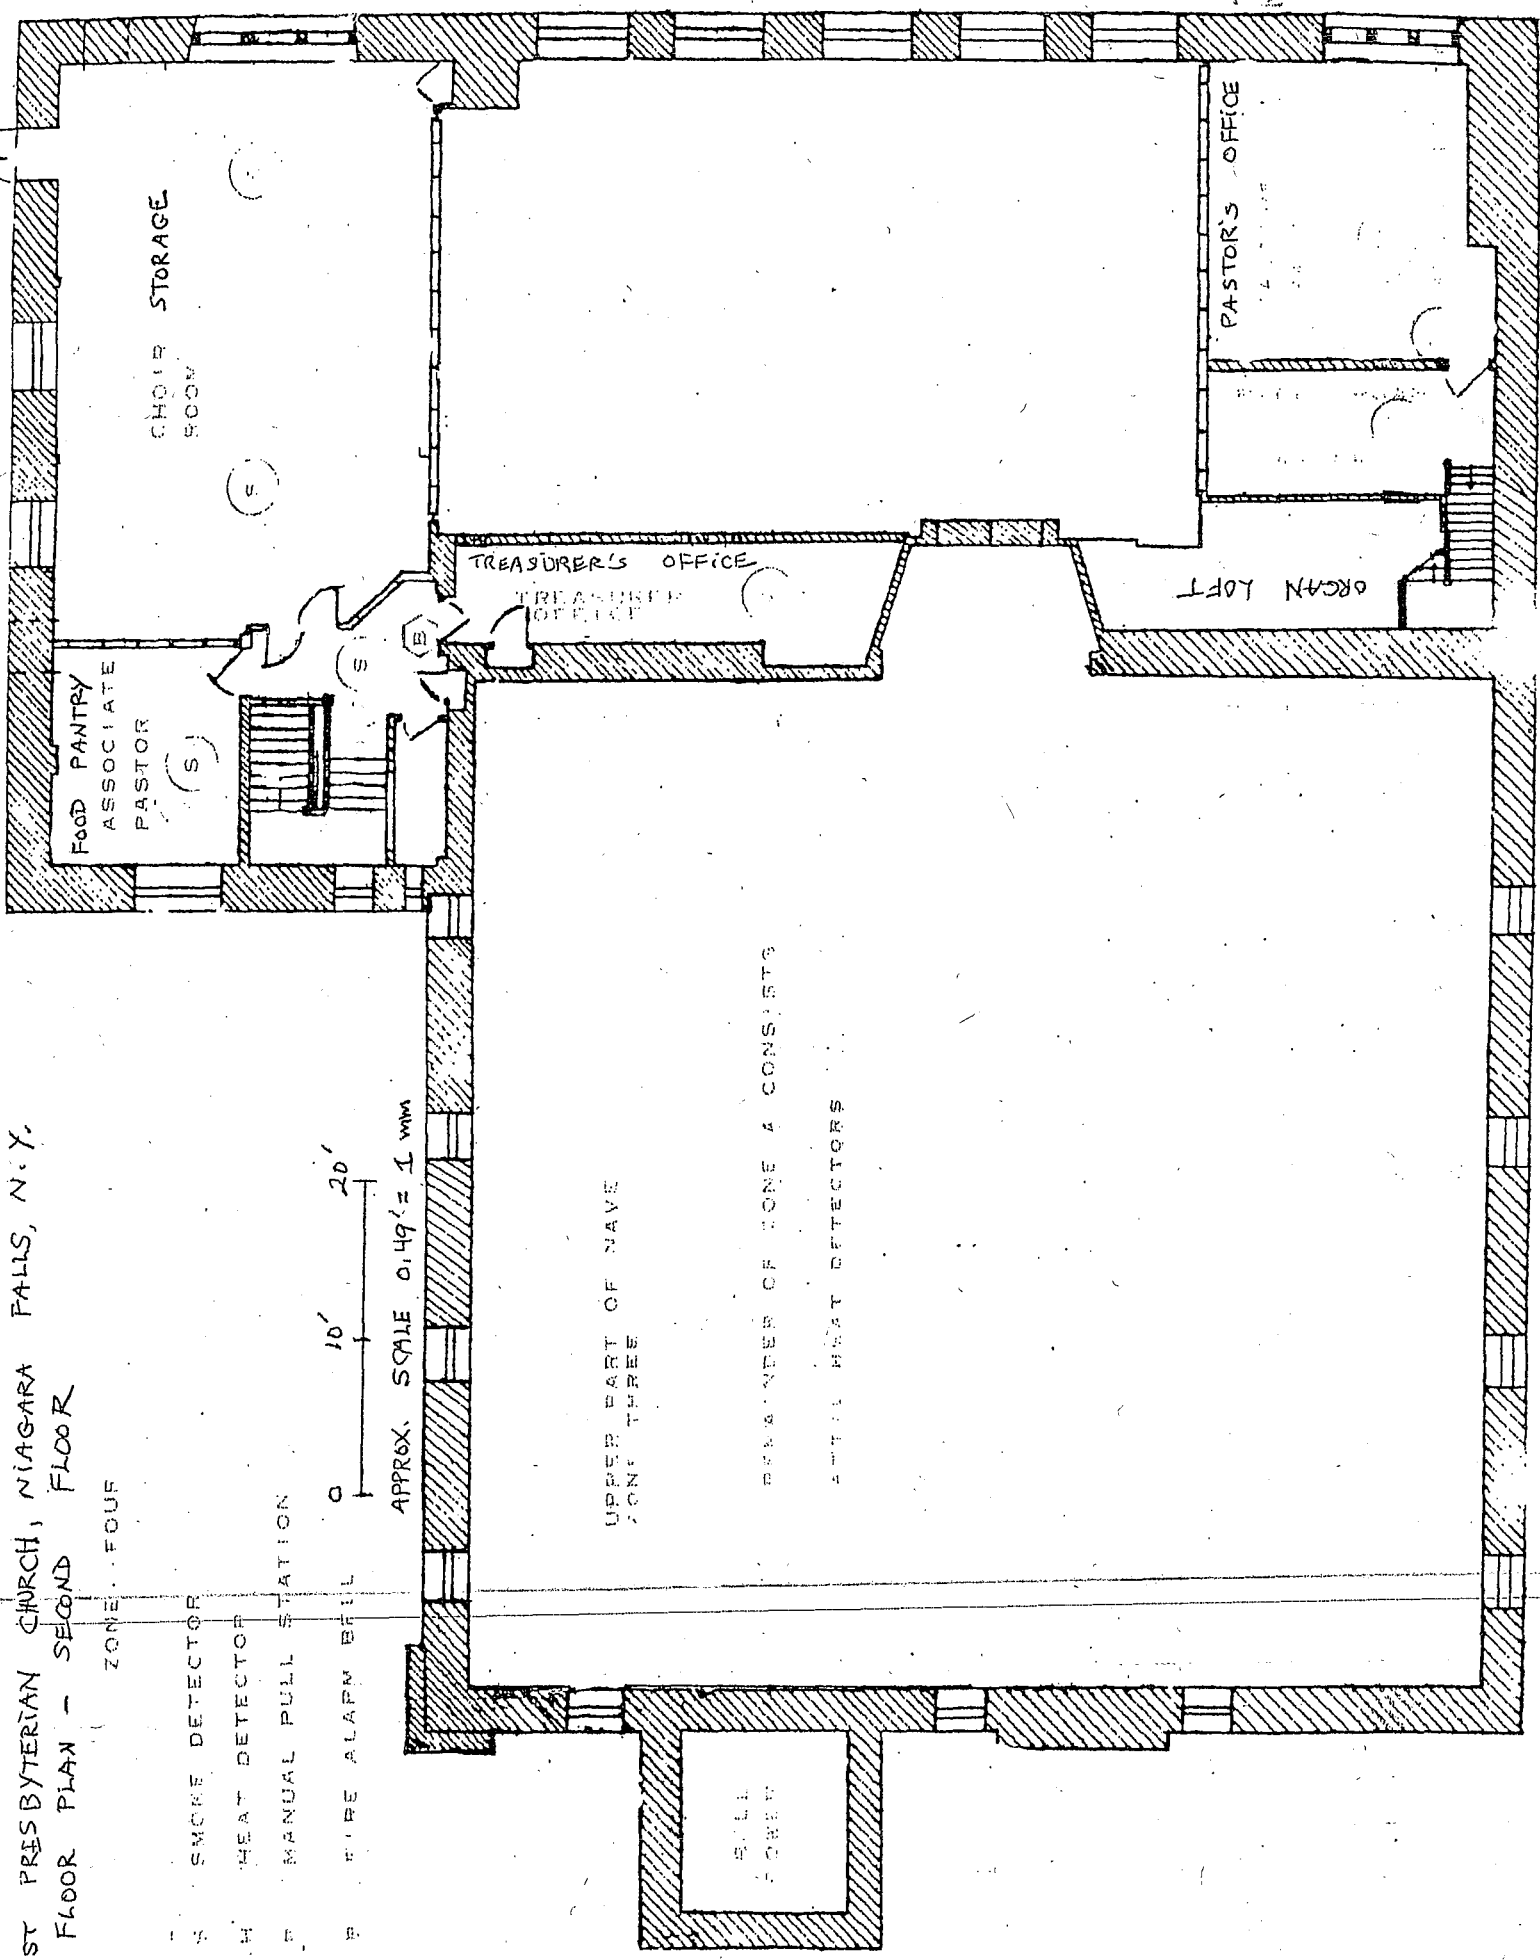 ST PRESBYTERIAN CHURCH, NIAGARA FALLS, N.Y.
FLOOR PLAN - SECOND FLOOR
ZONE FOUR
S SMOKE DETECTOR
H HEAT DETECTOR
MANUAL PULL STATION
B FIRE ALARM BELL
0 10' 20'
APPROX. SCALE 0.49' = 1 mm
FOOD PANTRY
ASSOCIATE
PASTOR
S
CHOIR STORAGE
ROOM
S
S
B
TREASURER'S OFFICE
TREASURER
OFFICE
UPPER PART OF NAVE
ZONE THREE
REMAINDER OF ZONE A CONSISTS
ATTIC HEAT DETECTORS
BELL
TOWER
ORGAN LOFT
PASTOR'S OFFICE